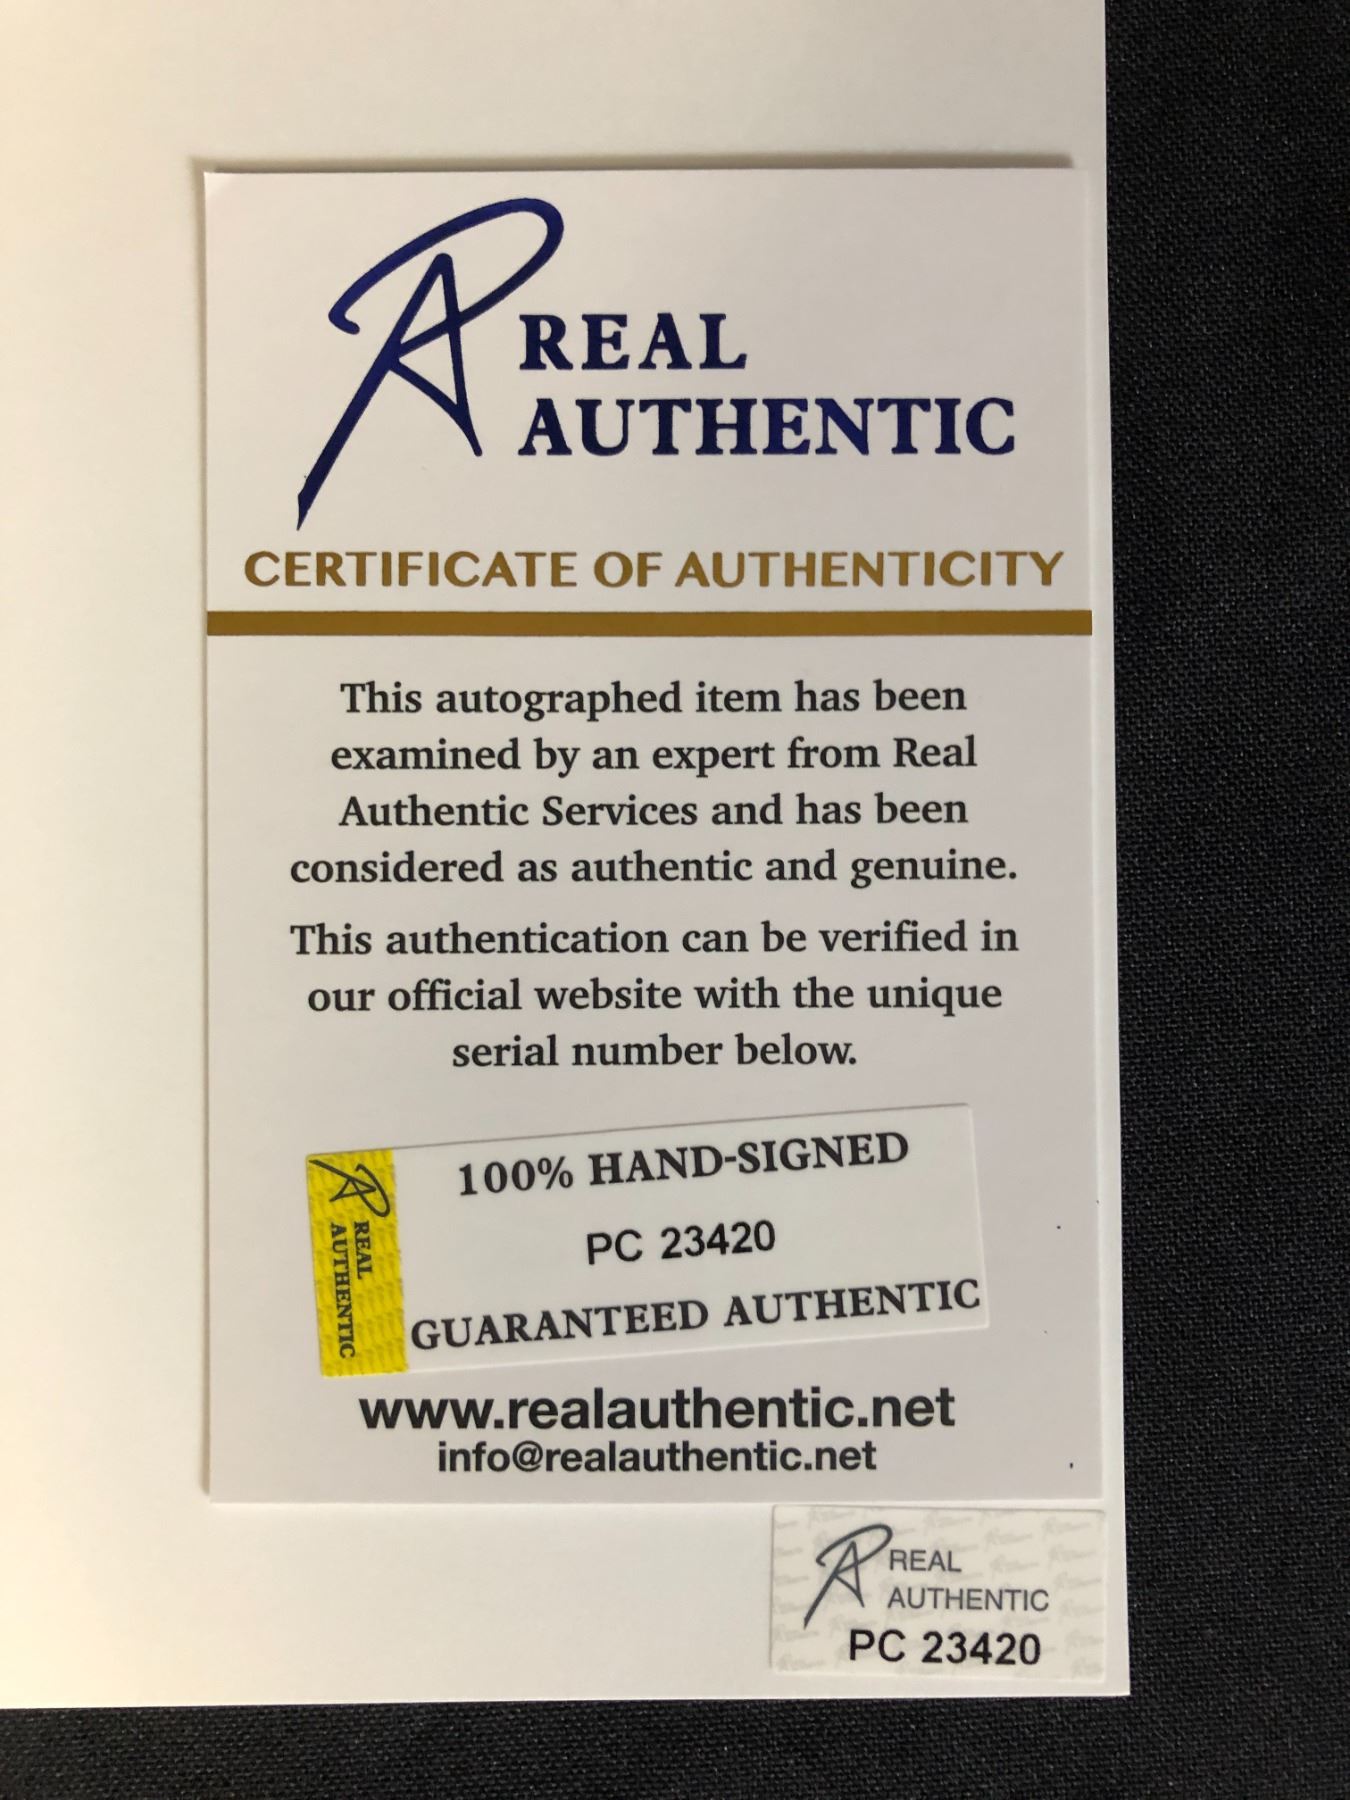 REAL
AUTHENTIC
CERTIFICATE OF AUTHENTICITY
This autographed item has been
examined by an expert from Real
Authentic Services and has been
considered as authentic and genuine.
This authentication can be verified in
our official website with the unique
serial number below.
REAL
AUTHENTIC
100% HAND-SIGNED
PC 23420
GUARANTEED AUTHENTIC
www.realauthentic.net
info@realauthentic.net
REAL
AUTHENTIC
PC 23420